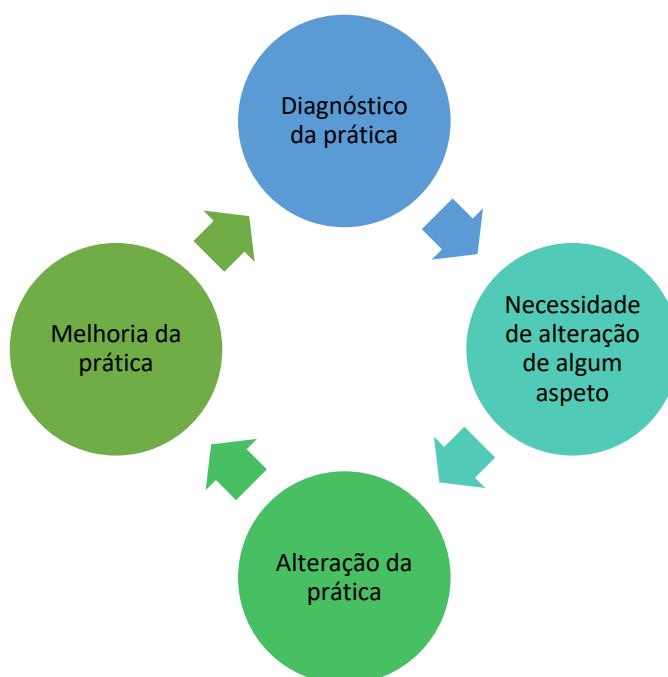 Diagnóstico
da prática
Necessidade
de alteração
de algum
aspeto
Alteração da
prática
Melhoria da
prática